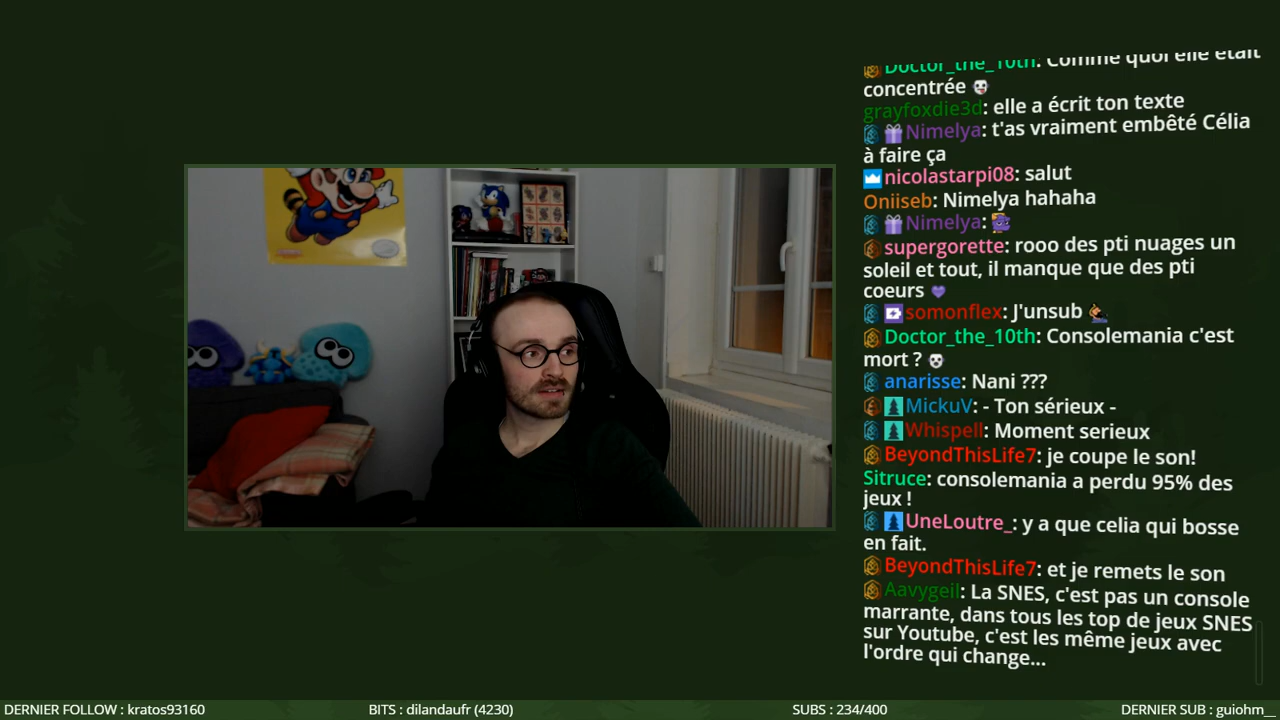 Doctor_the_10th: Comme quoi elle était
concentrée
grayfoxdie3d: elle a écrit ton texte
Nimelya: t'as vraiment embêté Célia
à faire ça
nicolastarpi08: salut
Oniiseb: Nimelya hahaha
Nimelya:
supergorette: rooo des pti nuages un
soleil et tout, il manque que des pti
coeurs
somonflex: J'unsub
Doctor_the_10th: Consolemania c'est
mort ?
anarisse: Nani ???
MickuV: - Ton sérieux -
Whispell: Moment serieux
BeyondThisLife7: je coupe le son!
Sitruce: consolemania a perdu 95% des
jeux !
UneLoutre_: y a que celia qui bosse
en fait.
BeyondThisLife7: et je remets le son
Aavygeil: La SNES, c'est pas un console
marrante, dans tous les top de jeux SNES
sur Youtube, c'est les même jeux avec
l'ordre qui change...
DERNIER FOLLOW : kratos93160
BITS : dilandaufr (4230)
SUBS : 234/400
DERNIER SUB : guiohm__